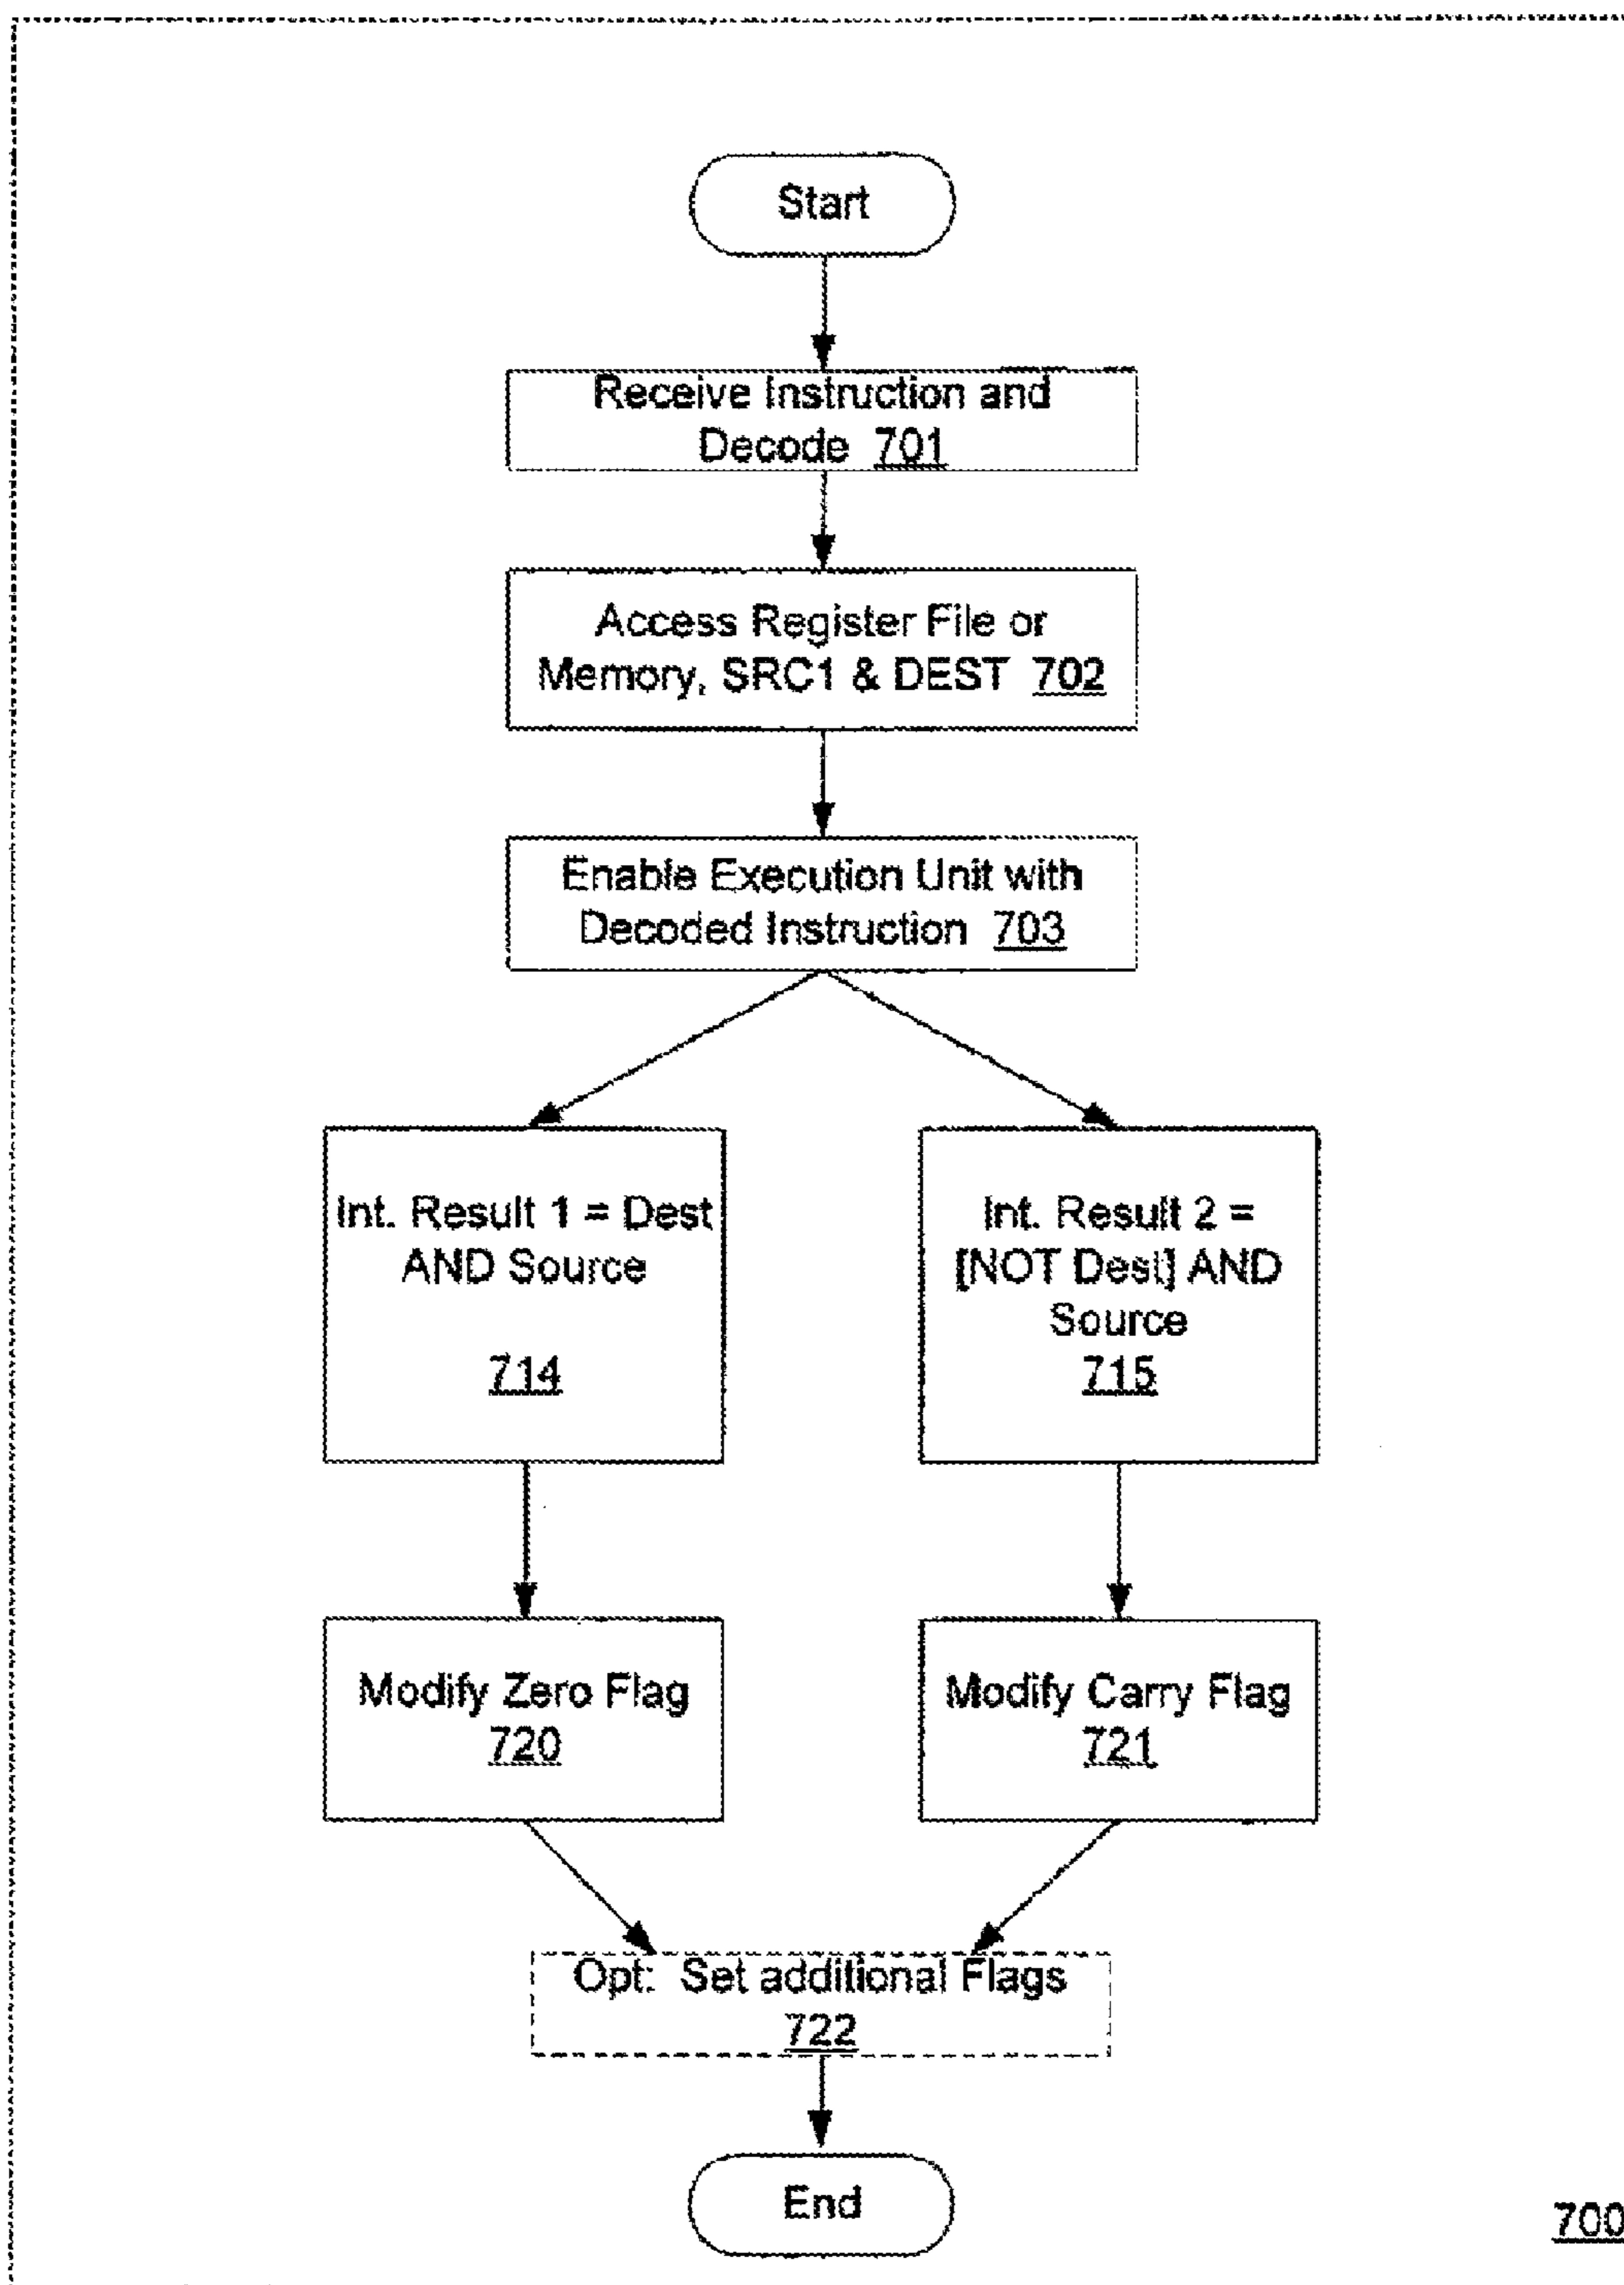 Start
Receive Instruction and
Decode 701
Access Register File or
Memory, SRC1 & DEST 702
Enable Execution Unit with
Decoded Instruction 703
Int. Result 1 = Dest
AND Source
714
Int. Result 2 =
[NOT Dest] AND
Source
715
Modify Zero Flag
720
Modify Carry Flag
721
Opt: Set additional Flags
722
End
700